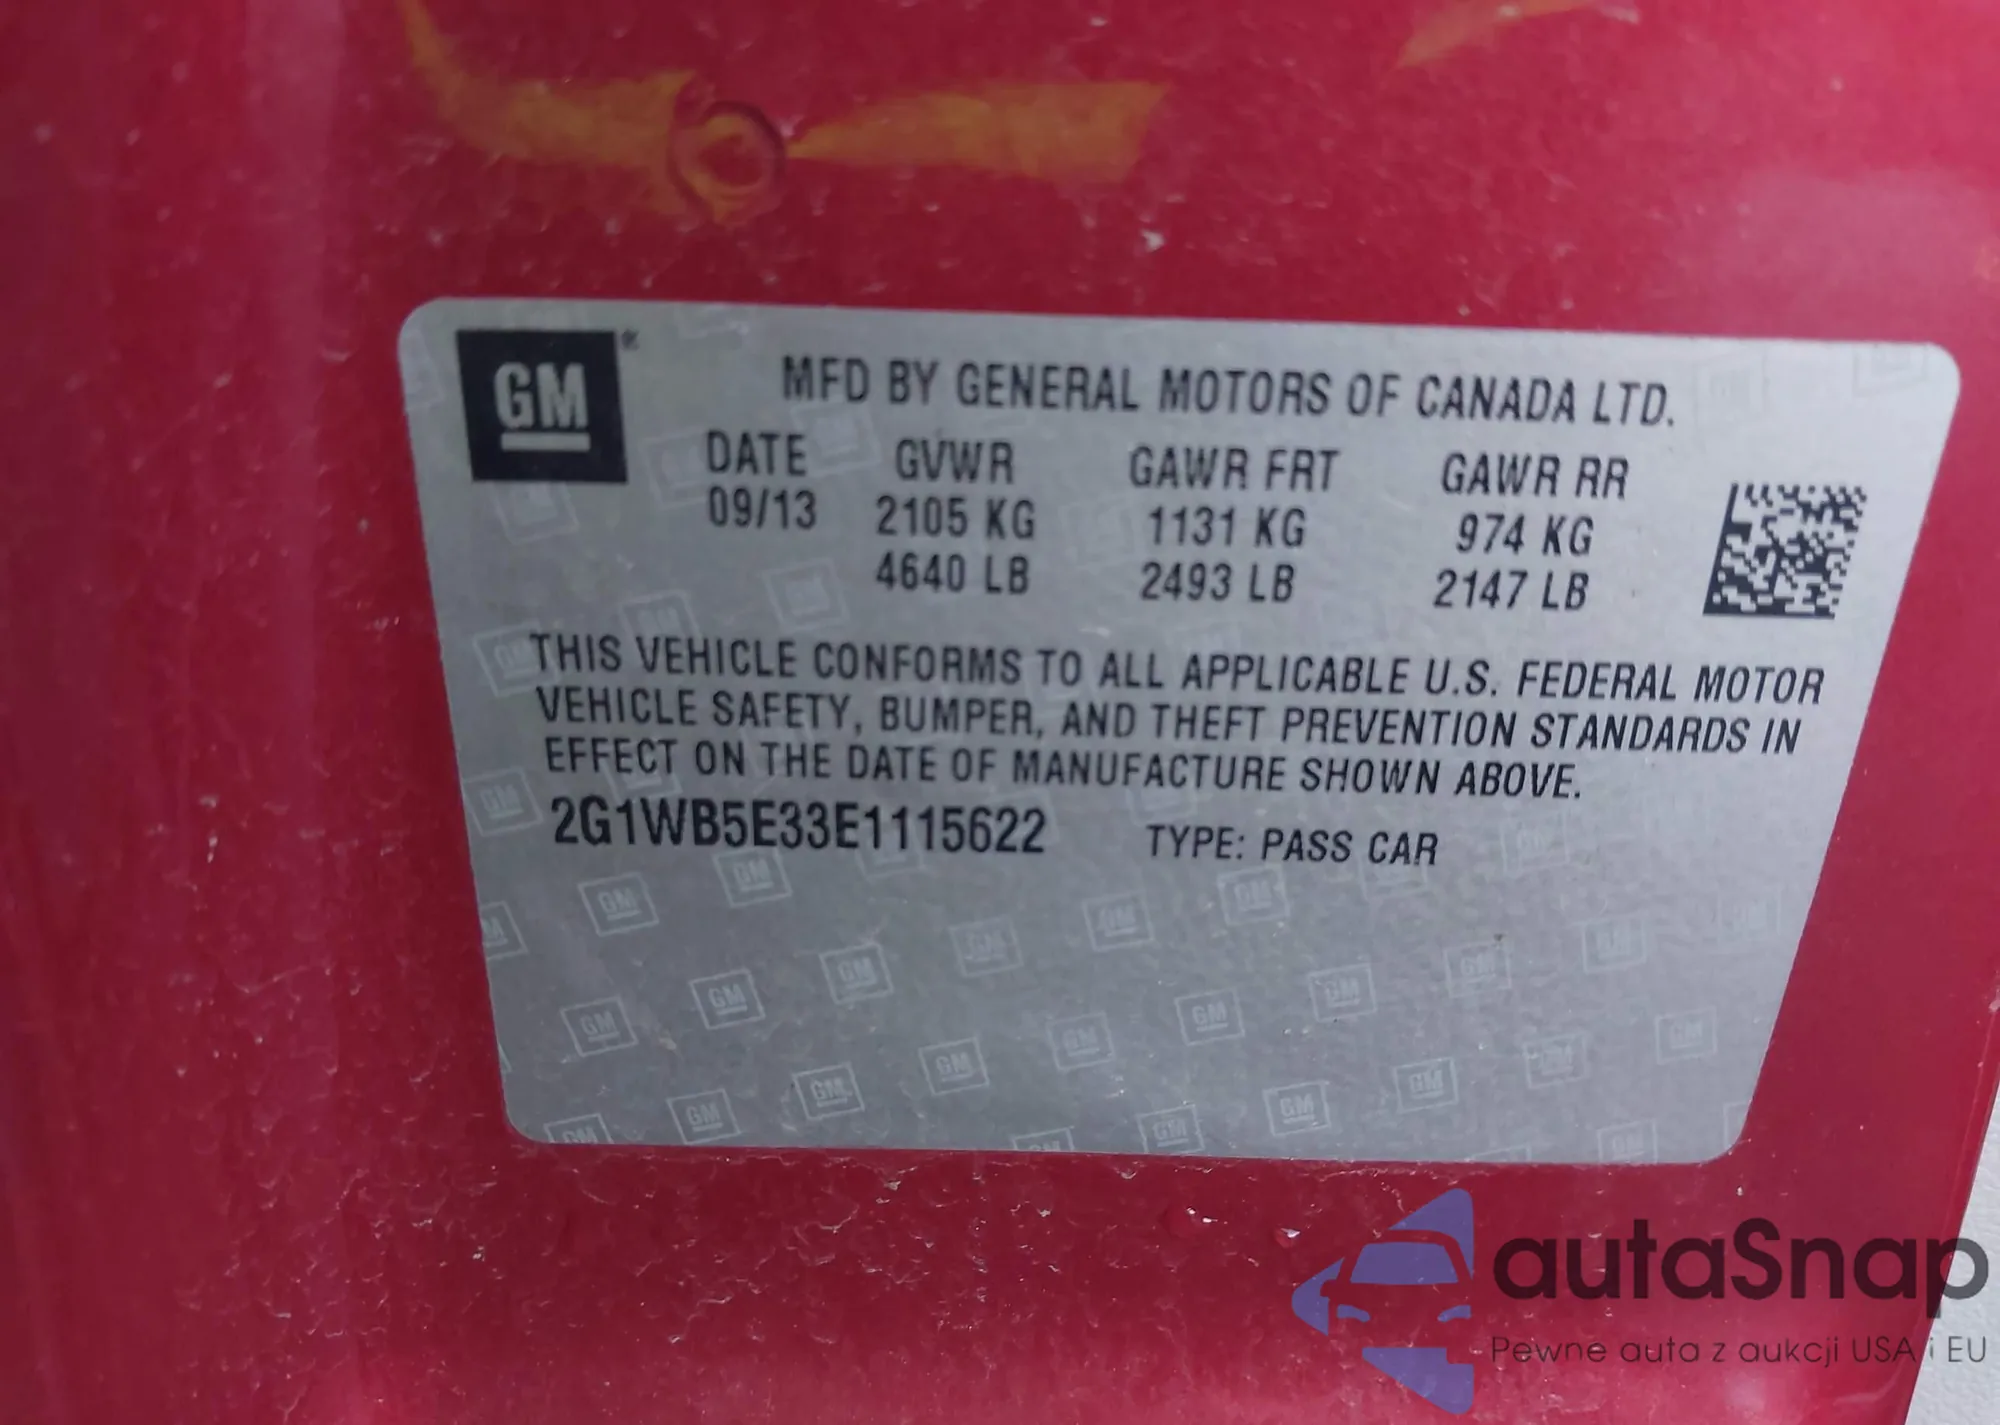 GM®
MFD BY GENERAL MOTORS OF CANADA LTD.
DATE GVWR GAWR FRT GAWR RR
09/13 2105 KG 1131 KG 974 KG
4640 LB 2493 LB 2147 LB
THIS VEHICLE CONFORMS TO ALL APPLICABLE U.S. FEDERAL MOTOR
VEHICLE SAFETY, BUMPER, AND THEFT PREVENTION STANDARDS IN
EFFECT ON THE DATE OF MANUFACTURE SHOWN ABOVE.
2G1WB5E33E1115622 TYPE: PASS CAR
autaSnap
Pewne auta z aukcji USA i EU